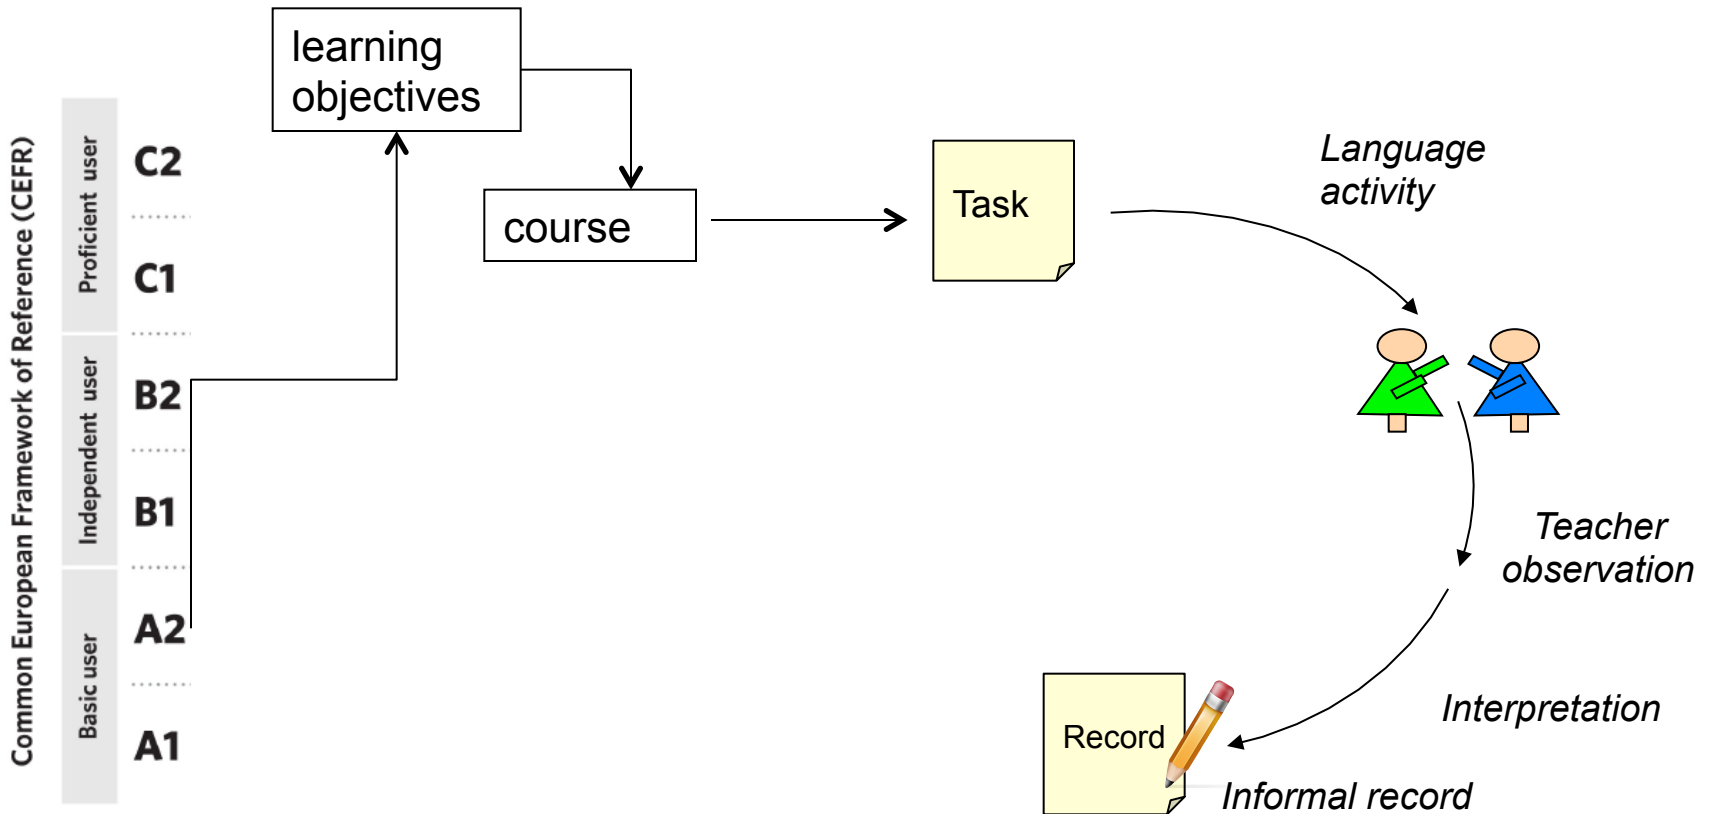 Common European Framework of Reference (CEFR)
Proficient user
Independent user
Basic user
C2
C1
B2
B1
A2
A1
learning
objectives
course
Task
Language
activity
Teacher
observation
Interpretation
Record
Informal record